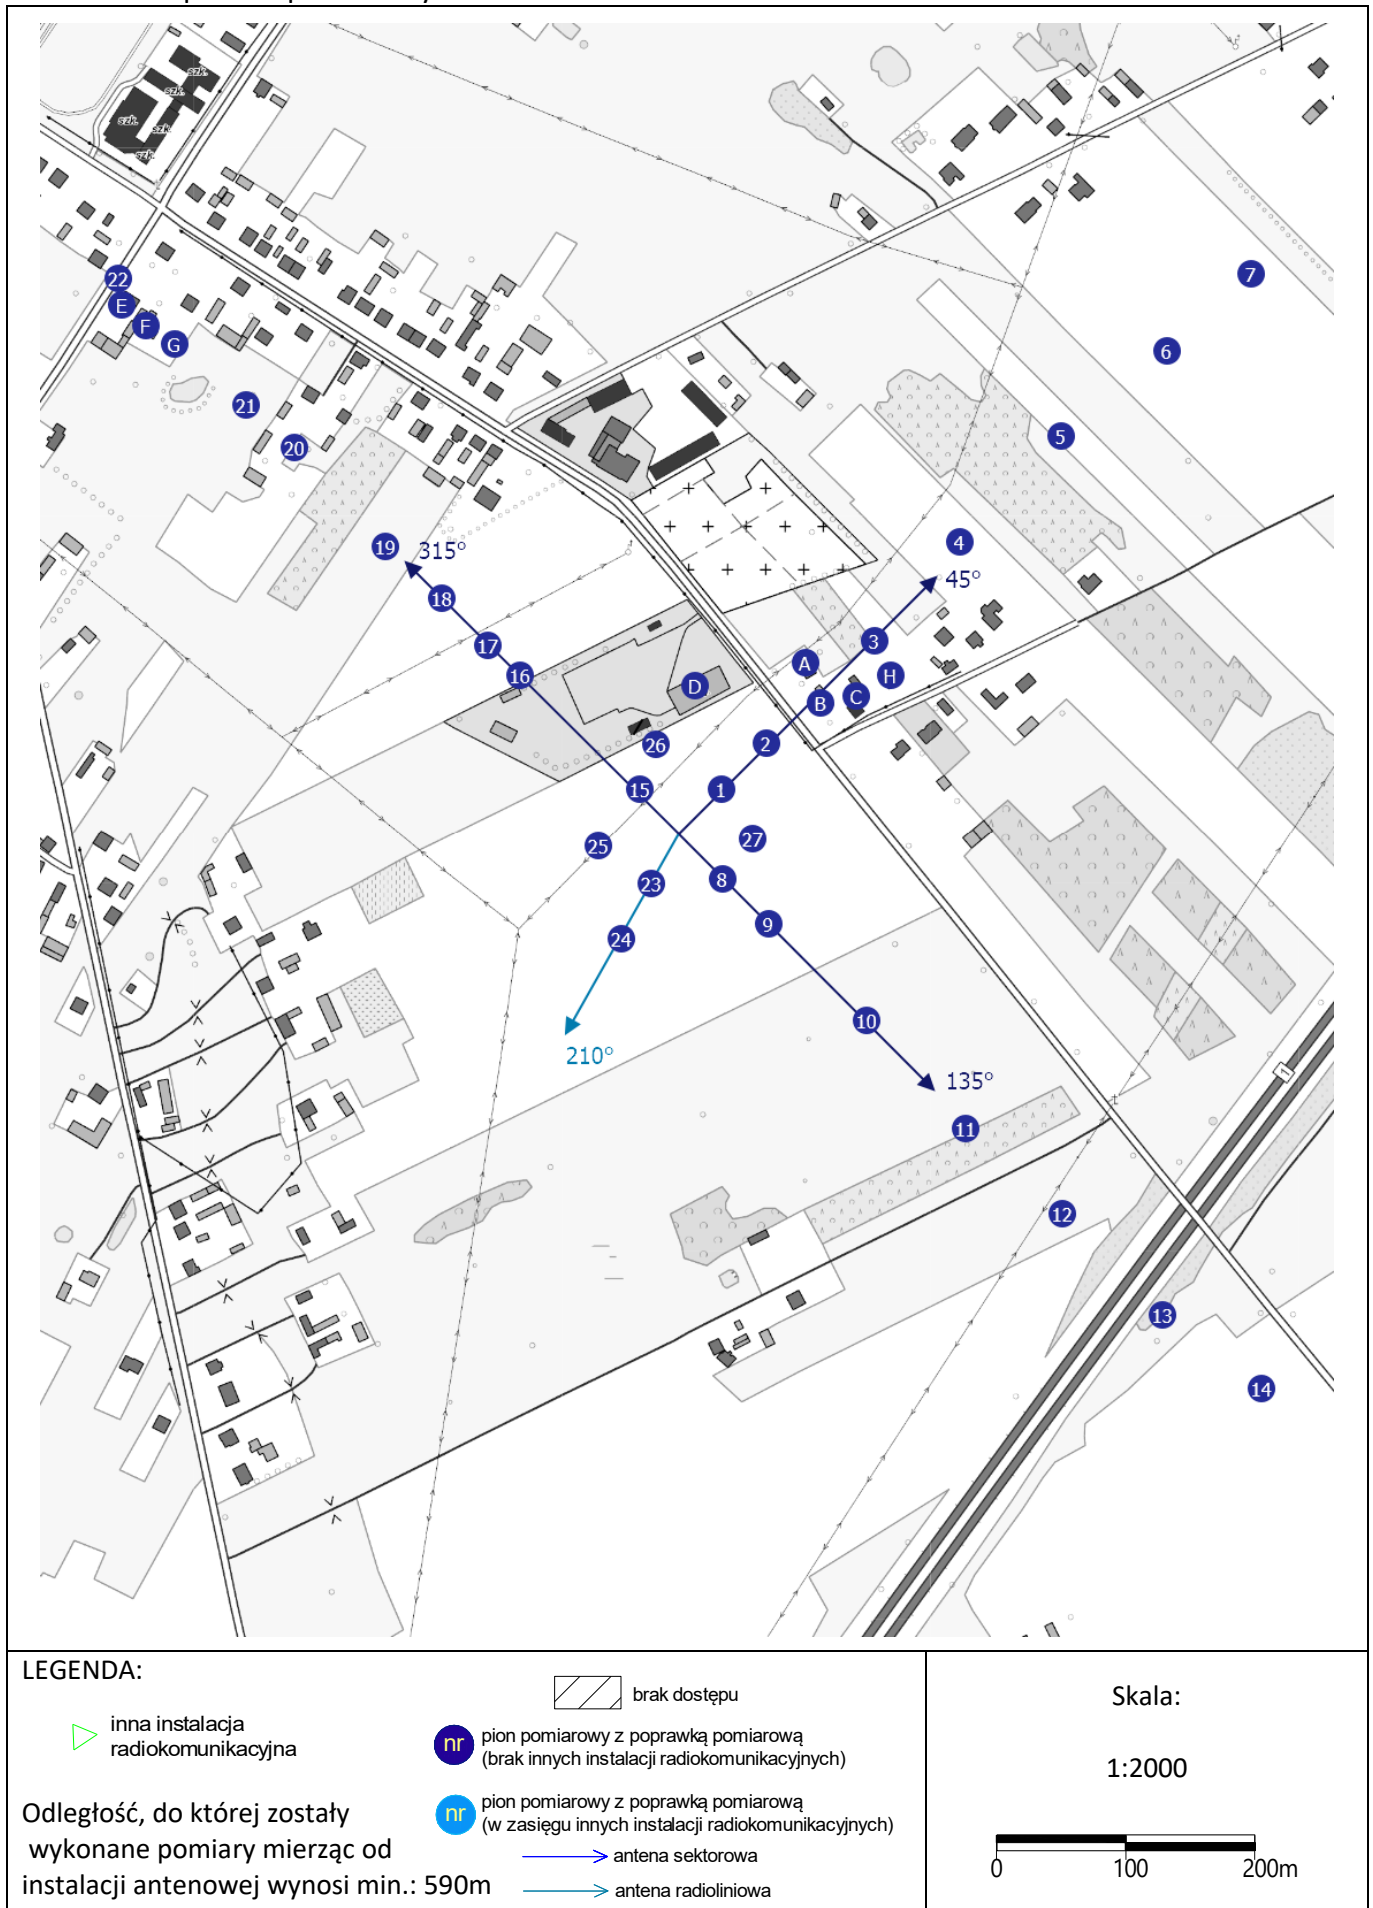 szk.
szk.
szk.
szk.
szk.
22
E
F
G
21
20
7
6
5
4
19
315°
18
17
16
45°
3
A
H
D
B
C
26
2
15
1
27
25
8
23
9
24
10
210°
135°
1
11
12
13
14
LEGENDA:
inna instalacja
radiokomunikacyjna
Odległość, do której zostały
wykonane pomiary mierząc od
instalacji antenowej wynosi min.: 590m
brak dostępu
nr pion pomiarowy z poprawką pomiarową
(brak innych instalacji radiokomunikacyjnych)
nr pion pomiarowy z poprawką pomiarową
(w zasięgu innych instalacji radiokomunikacyjnych)
antena sektorowa
antena radioliniowa
Skala:
1:2000
0 100 200m